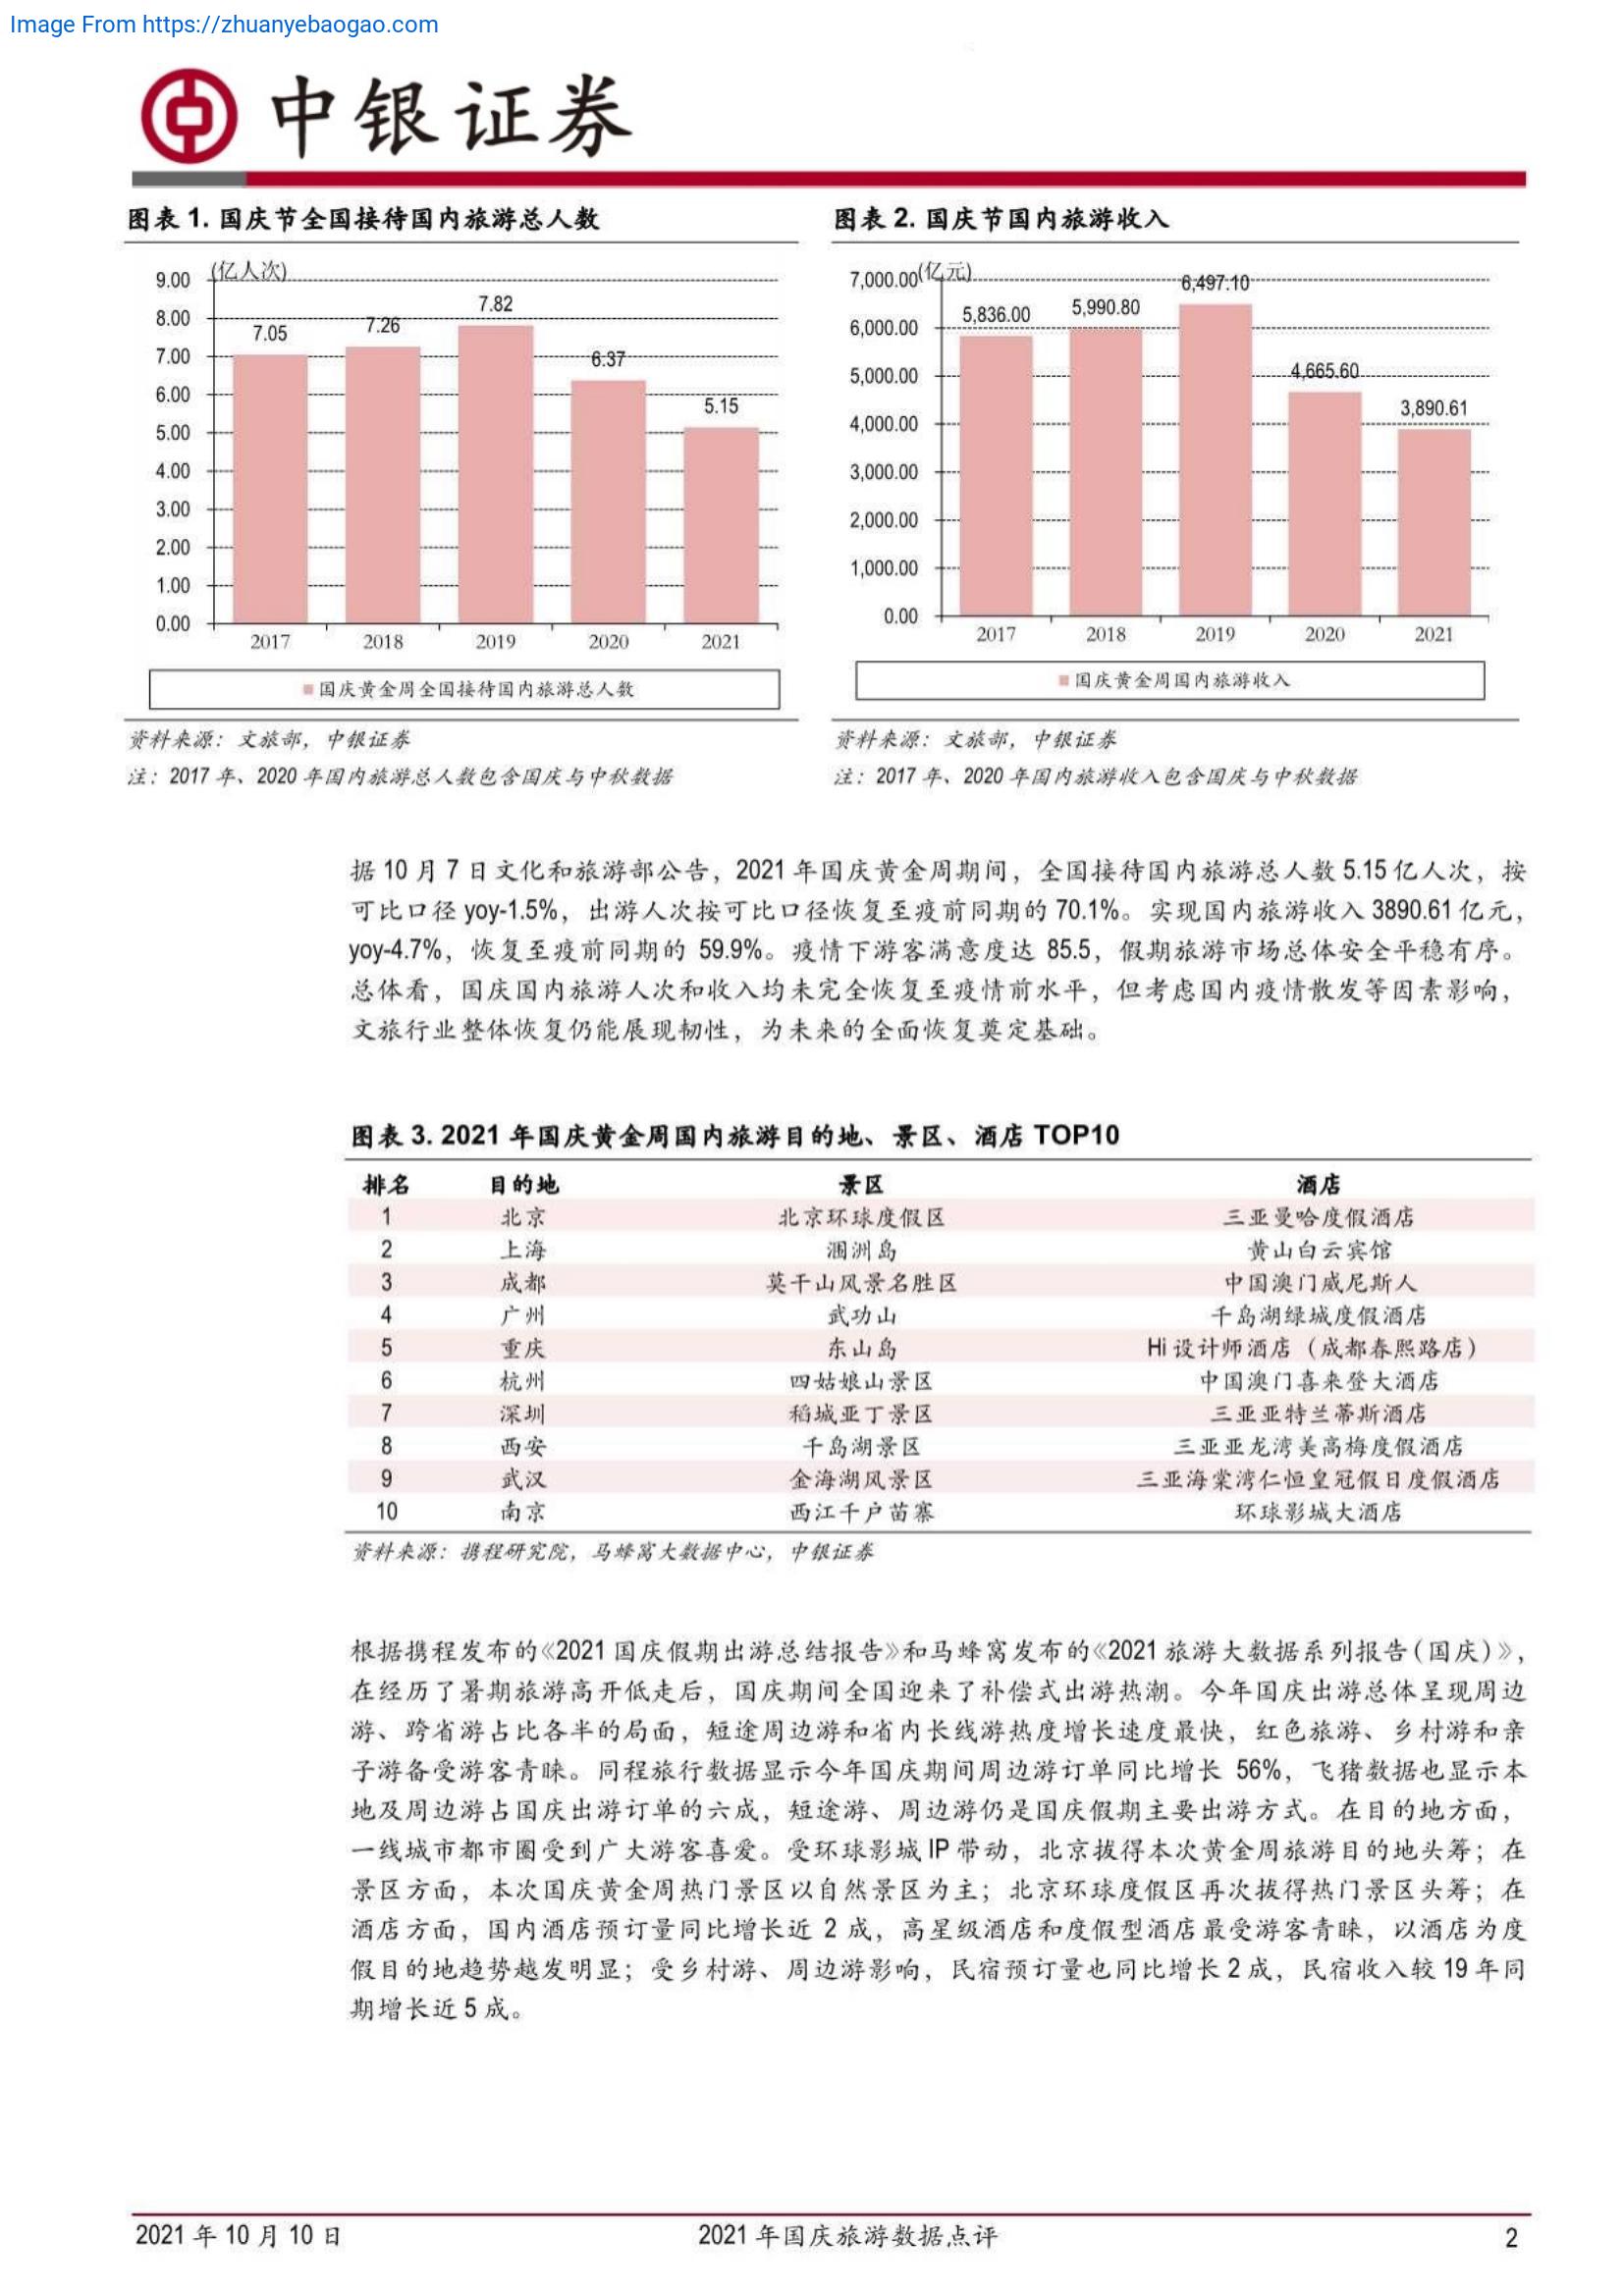 Image From https://zhuanyebaogao.com
中银证券
图表 1. 国庆节全国接待国内旅游总人数
(亿人次)
9.00
8.00
7.00
6.00
5.00
4.00
3.00
2.00
1.00
0.00
7.05
7.26
7.82
6.37
5.15
2017 2018 2019 2020 2021
国庆黄金周全国接待国内旅游总人数
资料来源：文旅部，中银证券
注：2017 年、2020 年国内旅游总人数包含国庆与中秋数据
图表 2. 国庆节国内旅游收入
(亿元)
7,000.00
6,000.00
5,000.00
4,000.00
3,000.00
2,000.00
1,000.00
0.00
5,836.00
5,990.80
6,497.10
4,665.60
3,890.61
2017 2018 2019 2020 2021
国庆黄金周国内旅游收入
资料来源：文旅部，中银证券
注：2017 年、2020 年国内旅游收入包含国庆与中秋数据
据 10 月 7 日文化和旅游部公告，2021 年国庆黄金周期间，全国接待国内旅游总人数 5.15 亿人次，按
可比口径 yoy-1.5%，出游人次按可比口径恢复至疫前同期的 70.1%。实现国内旅游收入 3890.61 亿元，
yoy-4.7%，恢复至疫前同期的 59.9%。疫情下游客满意度达 85.5，假期旅游市场总体安全平稳有序。
总体看，国庆国内旅游人次和收入均未完全恢复至疫情前水平，但考虑国内疫情散发等因素影响，
文旅行业整体恢复仍能展现韧性，为未来的全面恢复奠定基础。
图表 3. 2021 年国庆黄金周国内旅游目的地、景区、酒店 TOP10
排名 目的地 景区 酒店
1 北京 北京环球度假区 三亚曼哈度假酒店
2 上海 涠洲岛 黄山白云宾馆
3 成都 莫干山风景名胜区 中国澳门威尼斯人
4 广州 武功山 千岛湖绿城度假酒店
5 重庆 东山岛 Hi 设计师酒店（成都春熙路店）
6 杭州 四姑娘山景区 中国澳门喜来登大酒店
7 深圳 稻城亚丁景区 三亚亚特兰蒂斯酒店
8 西安 千岛湖景区 三亚亚龙湾美高梅度假酒店
9 武汉 金海湖风景区 三亚海棠湾仁恒皇冠假日度假酒店
10 南京 西江千户苗寨 环球影城大酒店
资料来源：携程研究院，马蜂窝大数据中心，中银证券
根据携程发布的《2021 国庆假期出游总结报告》和马蜂窝发布的《2021 旅游大数据系列报告（国庆）》，
在经历了暑期旅游高开低走后，国庆期间全国迎来了补偿式出游热潮。今年国庆出游总体呈现周边
游、跨省游占比各半的局面，短途周边游和省内长线游热度增长速度最快，红色旅游、乡村游和亲
子游备受游客青睐。同程旅行数据显示今年国庆期间周边游订单同比增长 56%，飞猪数据也显示本
地及周边游占国庆出游订单的六成，短途游、周边游仍是国庆假期主要出游方式。在目的地方面，
一线城市都市圈受到广大游客喜爱。受环球影城 IP 带动，北京拔得本次黄金周旅游目的地头筹；在
景区方面，本次国庆黄金周热门景区以自然景区为主；北京环球度假区再次拔得热门景区头筹；在
酒店方面，国内酒店预订量同比增长近 2 成，高星级酒店和度假型酒店最受游客青睐，以酒店为度
假目的地趋势越发明显；受乡村游、周边游影响，民宿预订量也同比增长 2 成，民宿收入较 19 年同
期增长近 5 成。
2021 年 10 月 10 日 2021 年国庆旅游数据点评 2